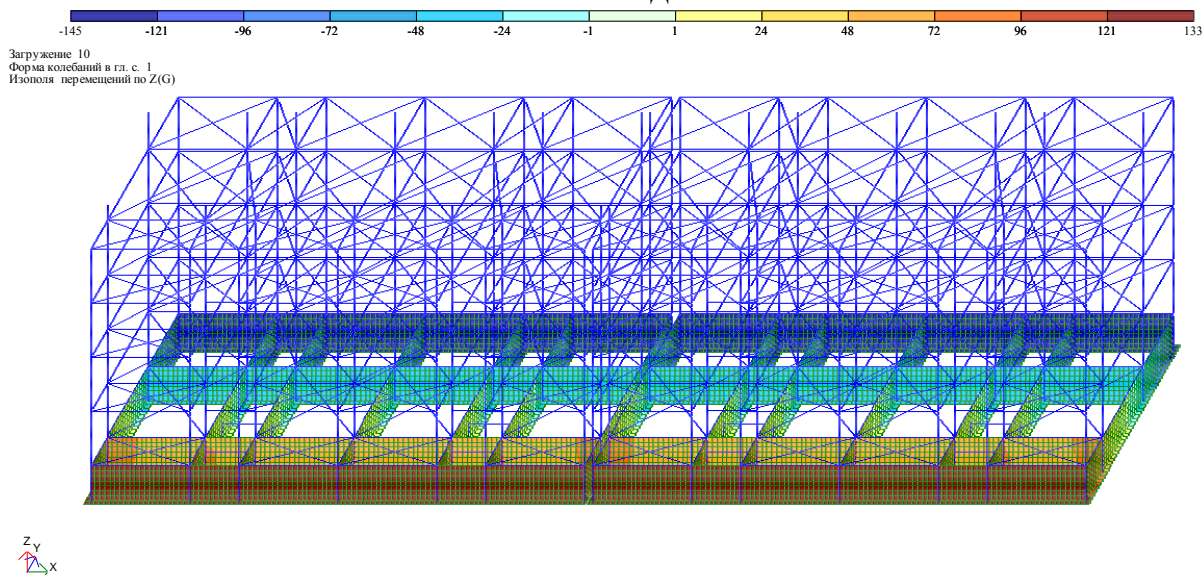 -145 -121 -96 -72 -48 -24 -1 1 24 48 72 96 121 133
Загружение 10
Форма колебаний в гл. с. 1
Изополя перемещений по Z(G)
Z Y
X